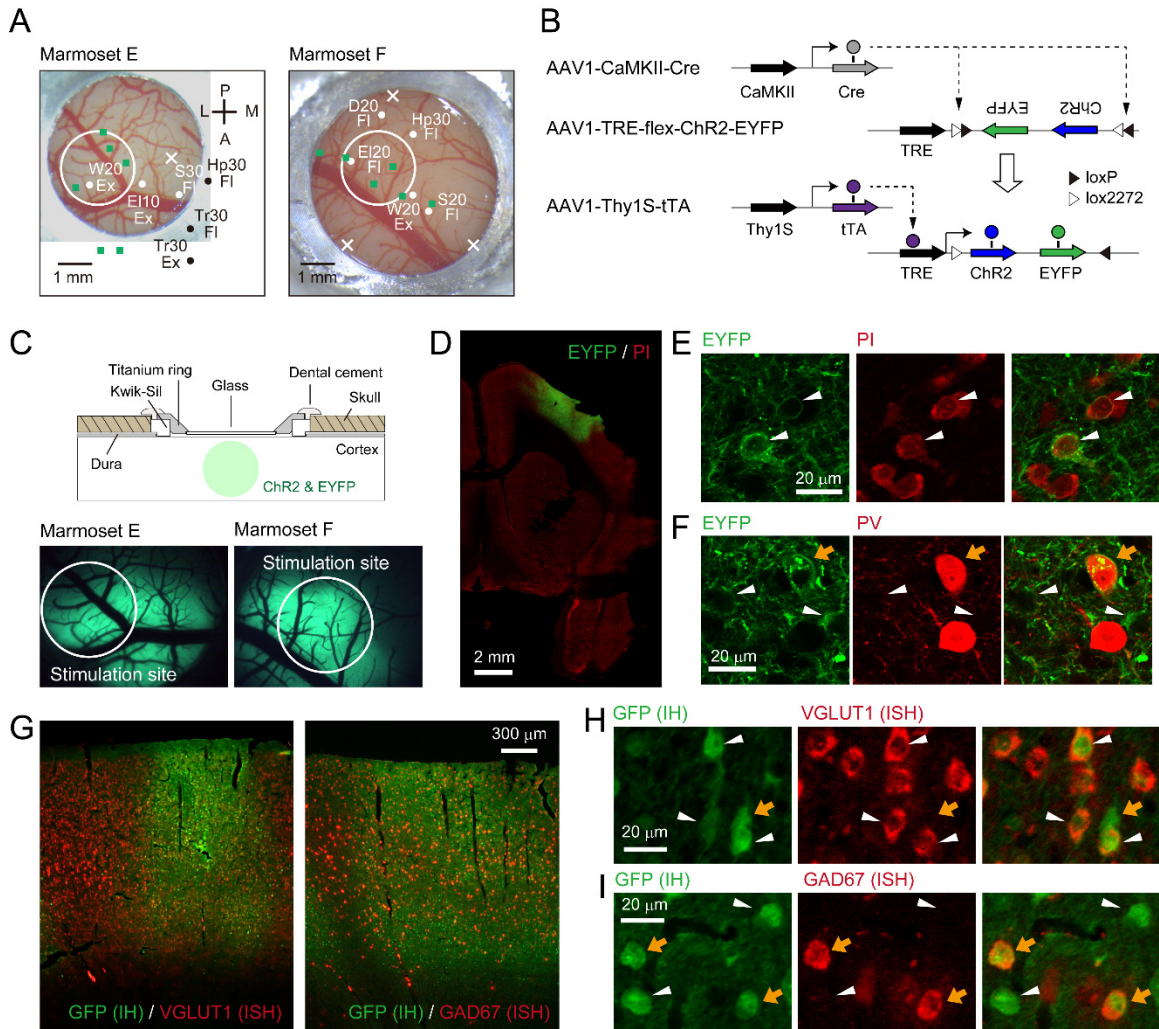 A
Marmoset E
P
L
M
A
W20
Ex
El10
Ex
S30
Fl
Hp30
Fl
Tr30
Fl
Tr30
Ex
1 mm
Marmoset F
D20
Fl
Hp30
Fl
El20
Fl
W20
Ex
S20
Fl
1 mm
B
AAV1-CaMKII-Cre
CaMKII
Cre
AAV1-TRE-flex-ChR2-EYFP
TRE
EYFP
ChR2
loxP
lox2272
AAV1-Thy1S-tTA
Thy1S
tTA
TRE
ChR2
EYFP
C
Titanium ring
Kwik-Sil
Glass
Dental cement
Skull
Dura
Cortex
ChR2 & EYFP
Marmoset E
Stimulation site
Marmoset F
Stimulation site
D
EYFP / PI
2 mm
E
EYFP
PI
20 μm
F
EYFP
PV
20 μm
G
GFP (IH) / VGLUT1 (ISH)
300 μm
GFP (IH) / GAD67 (ISH)
H
GFP (IH)
VGLUT1 (ISH)
20 μm
I
GFP (IH)
GAD67 (ISH)
20 μm